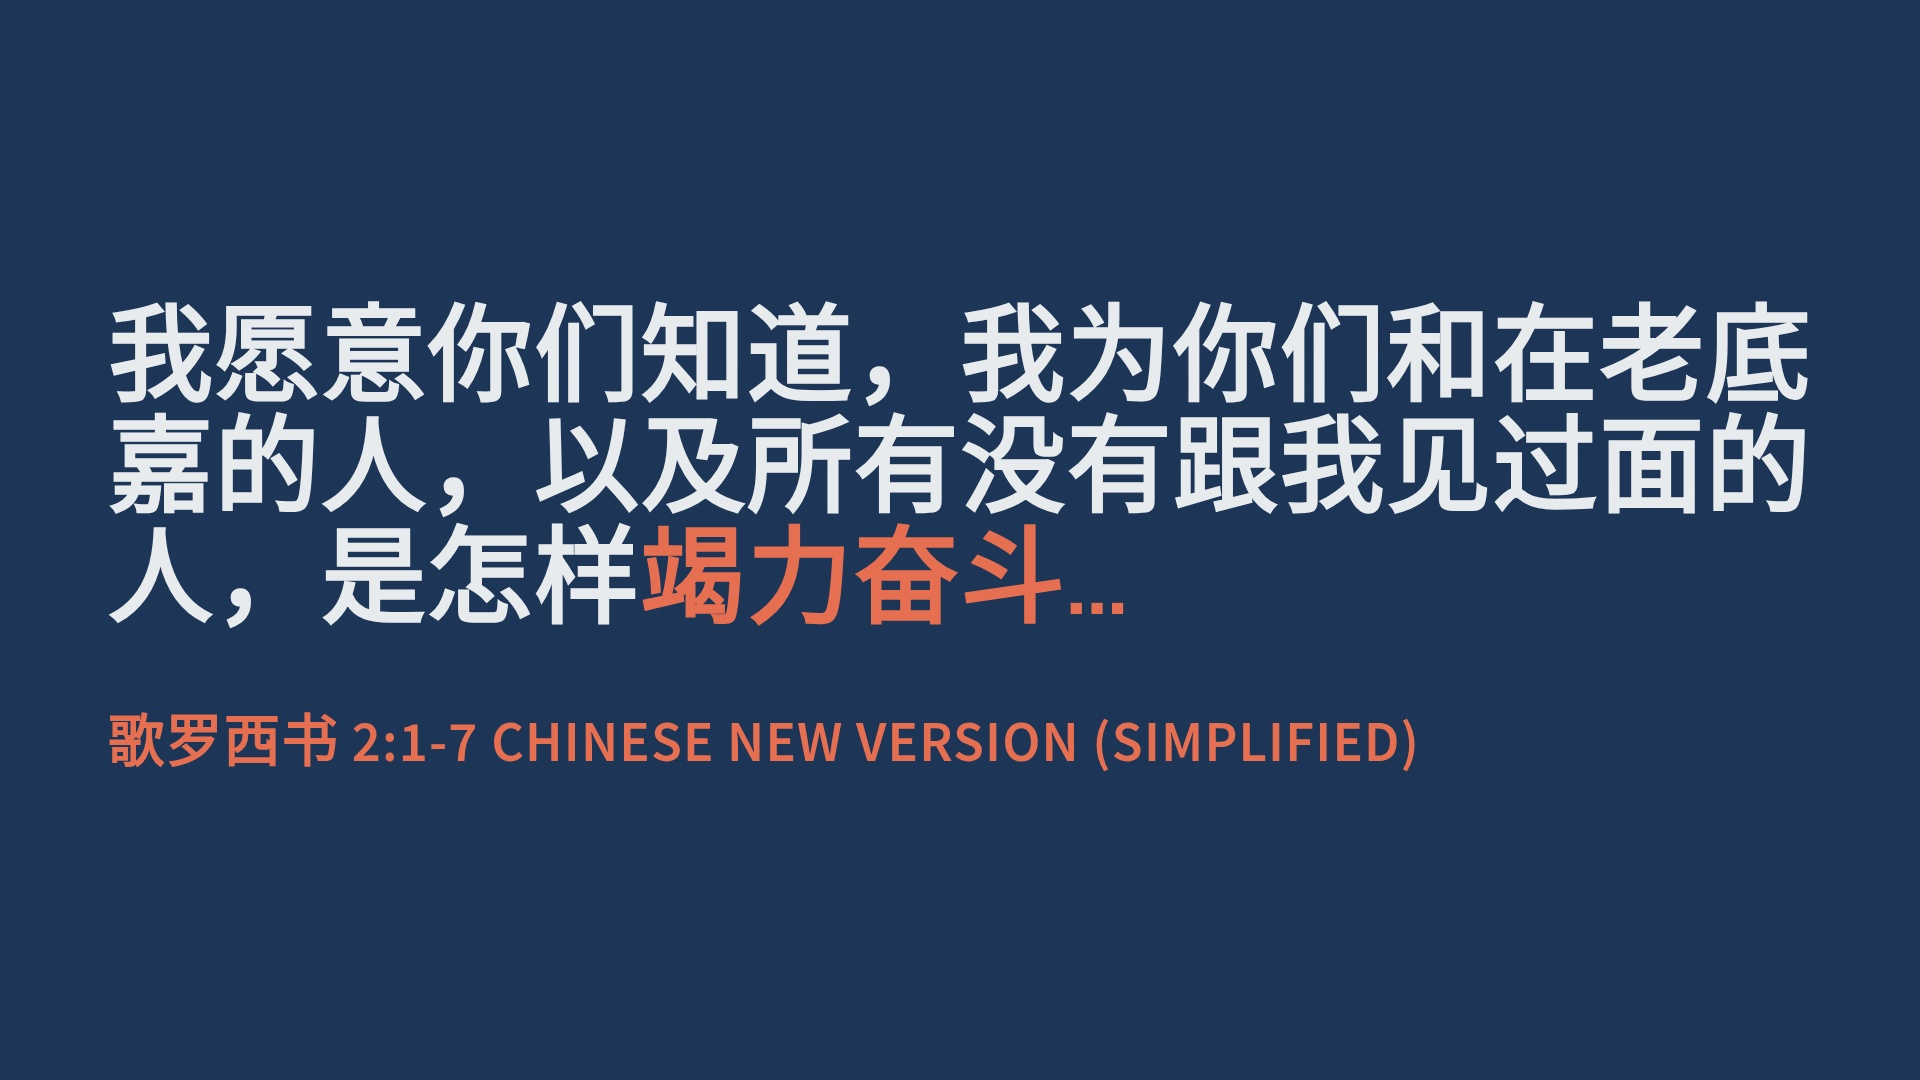 我愿意你们知道，我为你们和在老底
嘉的人，以及所有没有跟我见过面的
人，是怎样竭力奋斗...
歌罗西书 2:1-7 CHINESE NEW VERSION (SIMPLIFIED)